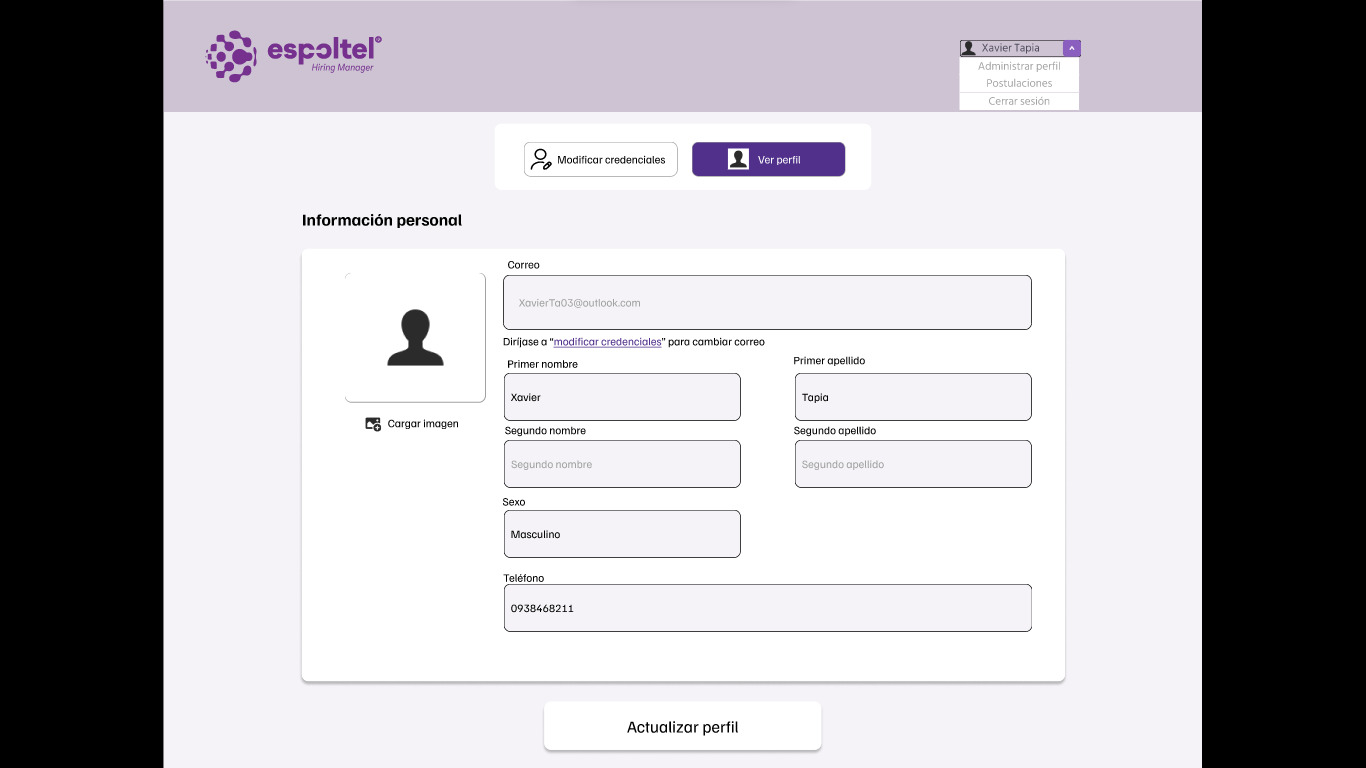 espoltel®
Hiring Manager
Xavier Tapia
Administrar perfil
Postulaciones
Cerrar sesión
Modificar credenciales
Ver perfil
Información personal
Correo
XavierTa03@outlook.com
Diríjase a “modificar credenciales” para cambiar correo
Primer nombre
Primer apellido
Xavier
Tapia
Segundo nombre
Segundo apellido
Segundo nombre
Segundo apellido
Sexo
Masculino
Teléfono
0938468211
Cargar imagen
Actualizar perfil